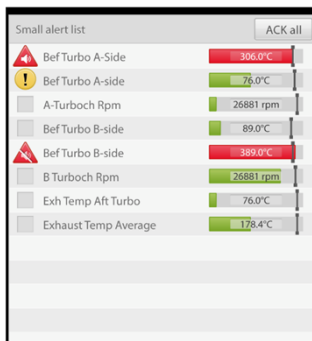 Small alert list ACK all
Bef Turbo A-Side 306.0°C
! Bef Turbo A-side 76.0°C
A-Turboch Rpm 26881 rpm
Bef Turbo B-side 89.0°C
Bef Turbo B-side 389.0°C
B Turboch Rpm 26881 rpm
Exh Temp Aft Turbo 76.0°C
Exhaust Temp Average 178.4°C